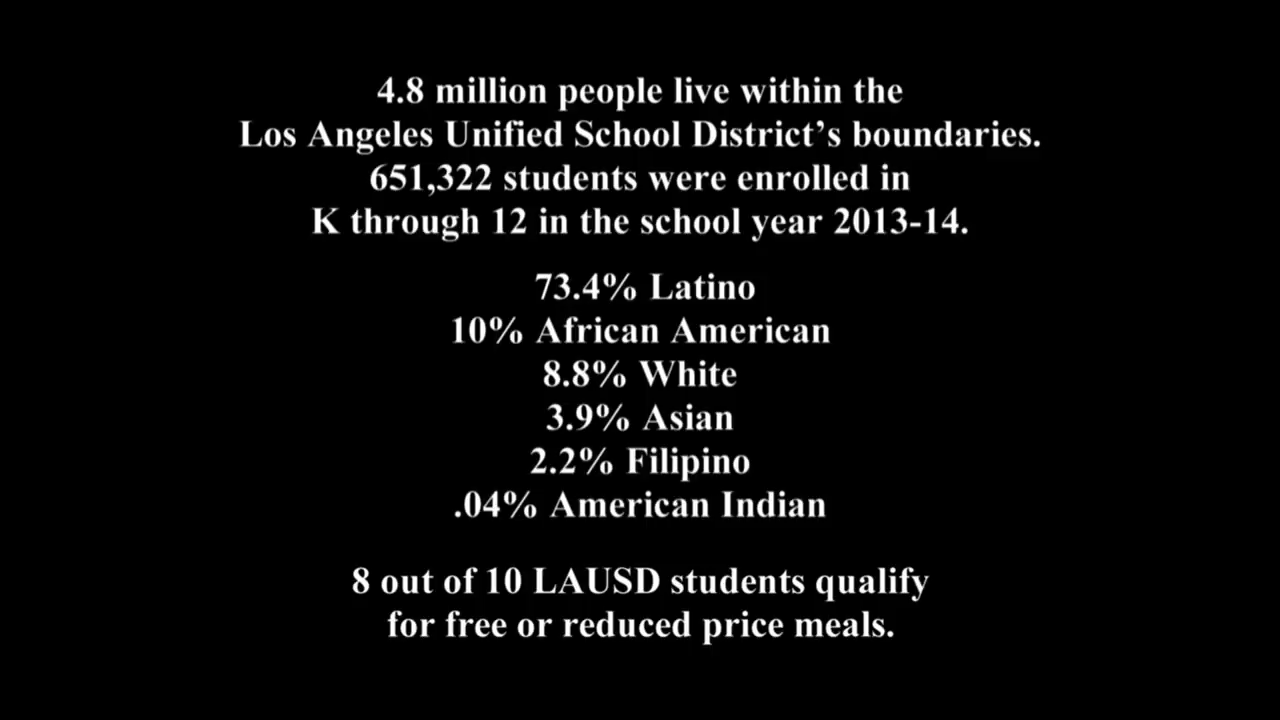 4.8 million people live within the
Los Angeles Unified School District’s boundaries.
651,322 students were enrolled in
K through 12 in the school year 2013-14.
73.4% Latino
10% African American
8.8% White
3.9% Asian
2.2% Filipino
.04% American Indian
8 out of 10 LAUSD students qualify
for free or reduced price meals.